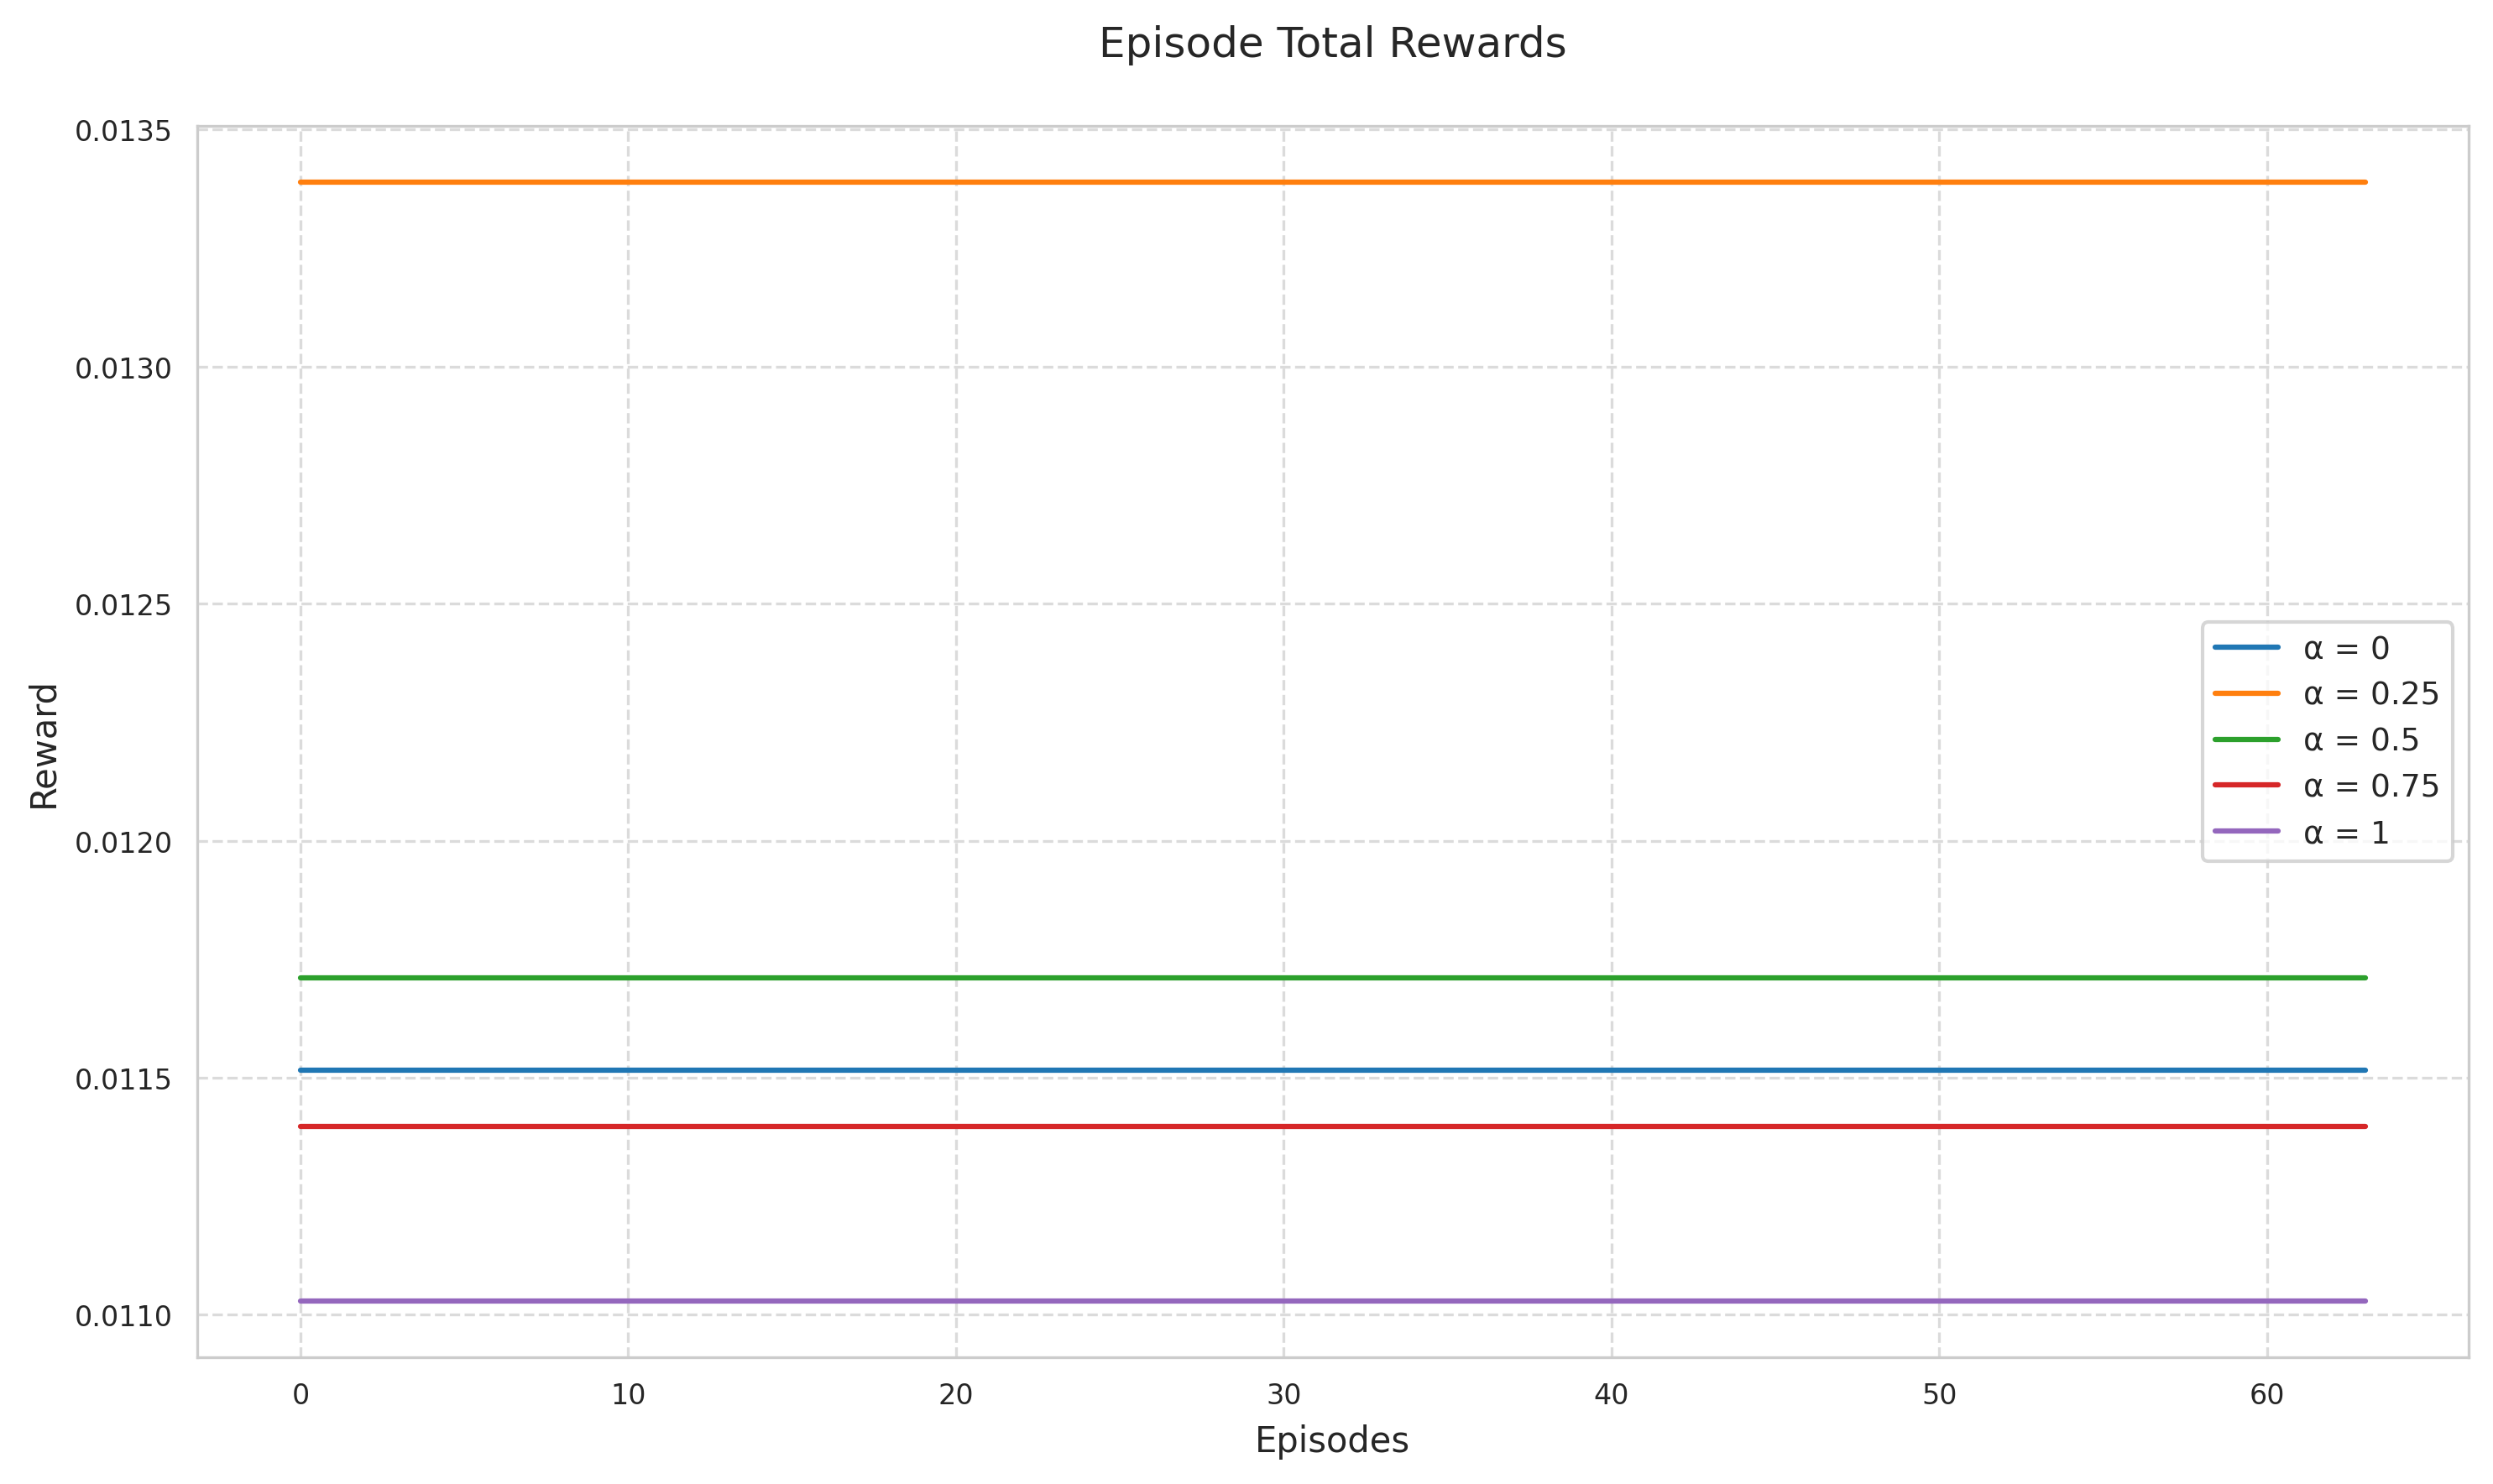 Episode Total Rewards
0.0135
0.0130
0.0125
0.0120
0.0115
0.0110
Reward
α = 0
α = 0.25
α = 0.5
α = 0.75
α = 1
0 10 20 30 40 50 60
Episodes